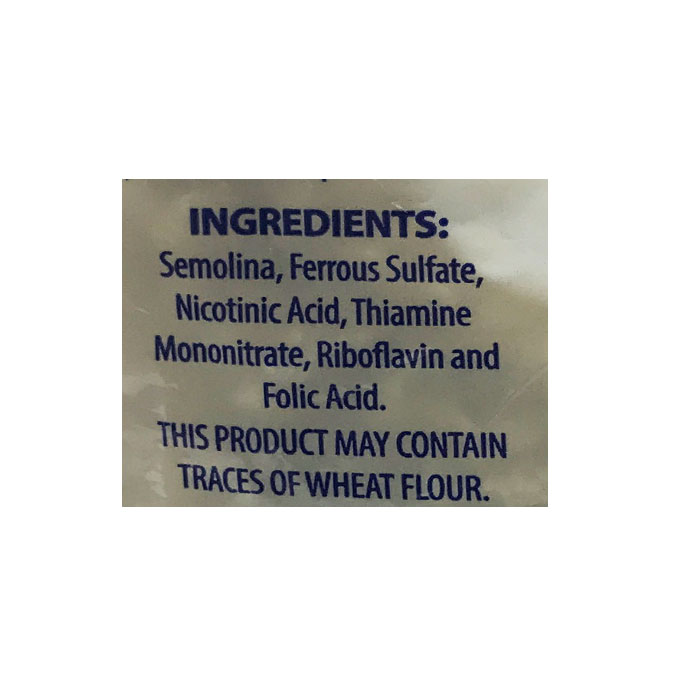 INGREDIENTS:
Semolina, Ferrous Sulfate,
Nicotinic Acid, Thiamine
Mononitrate, Riboflavin and
Folic Acid.
THIS PRODUCT MAY CONTAIN
TRACES OF WHEAT FLOUR.